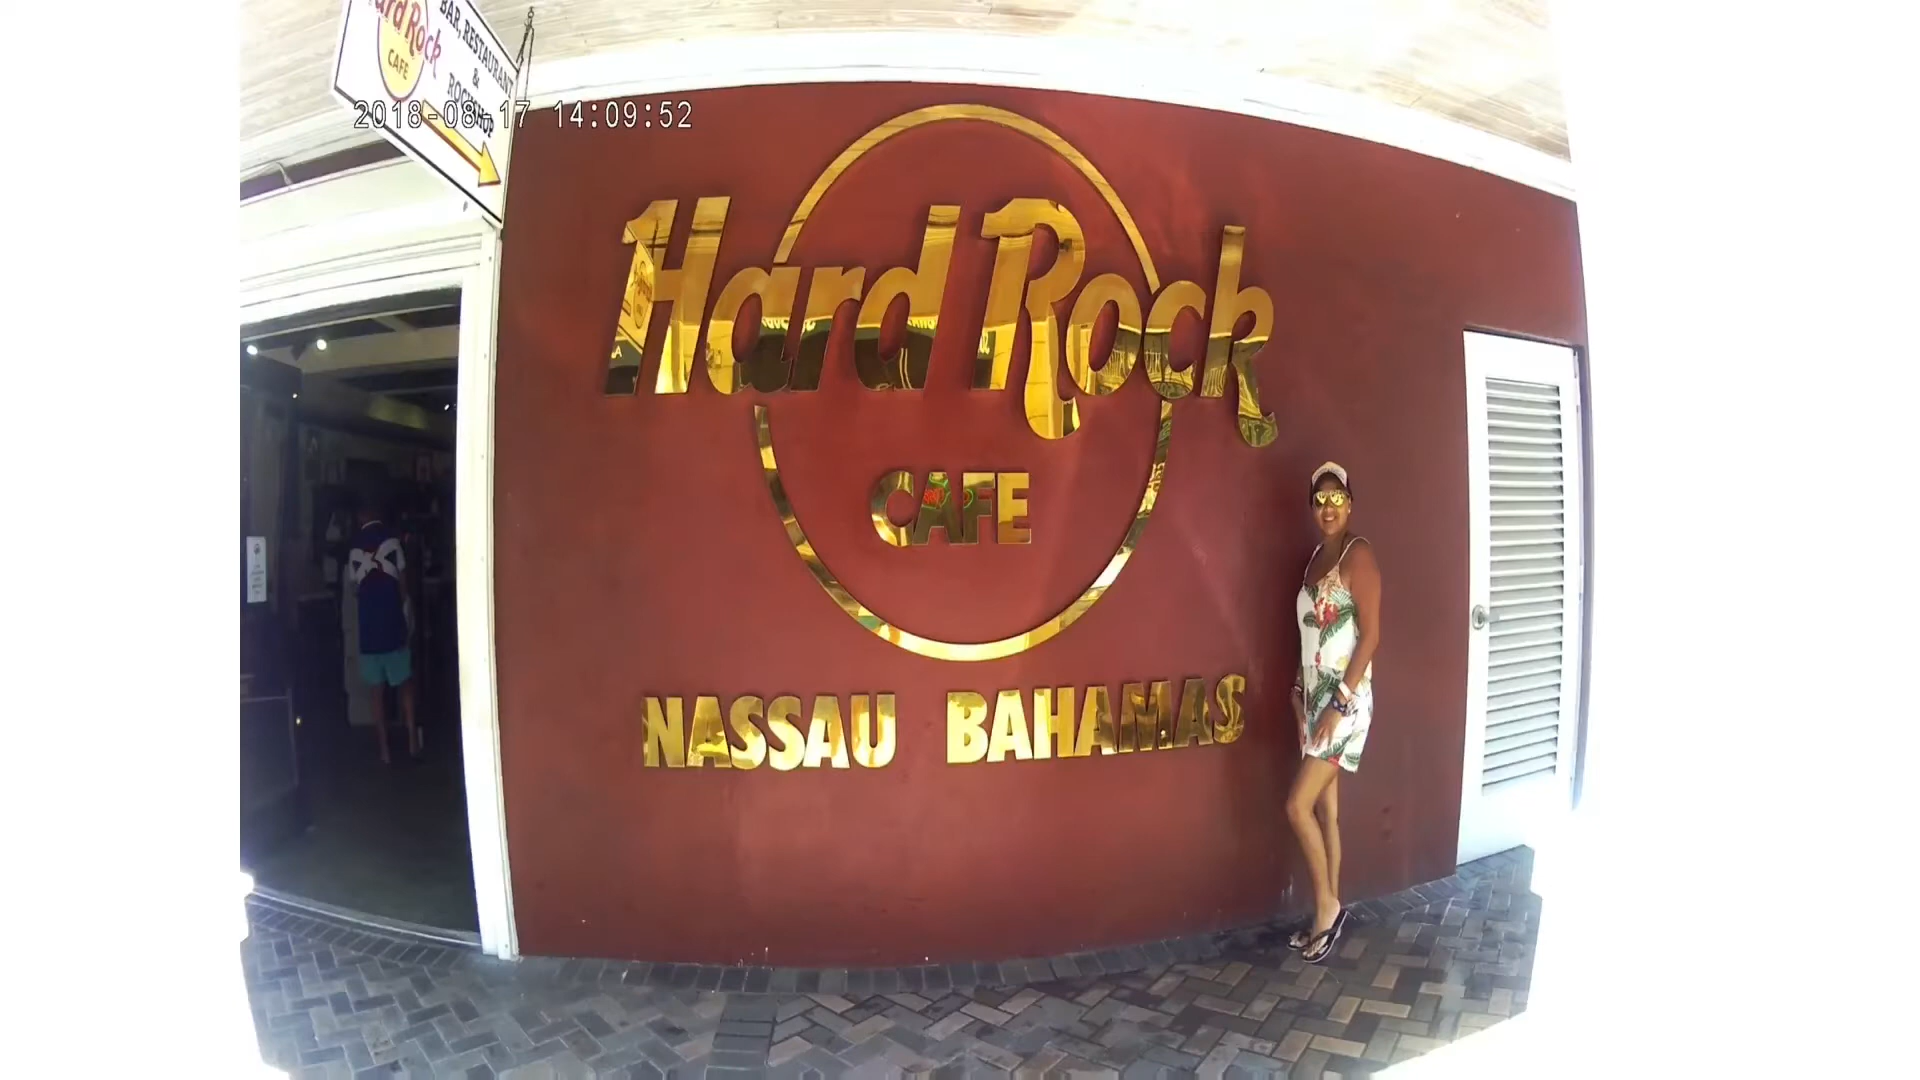 Hard Rock
CAFE
BAR, RESTAURANT
&
ROCK SHOP
2018-08-17 14:09:52
Hard Rock
CAFE
NASSAU BAHAMAS